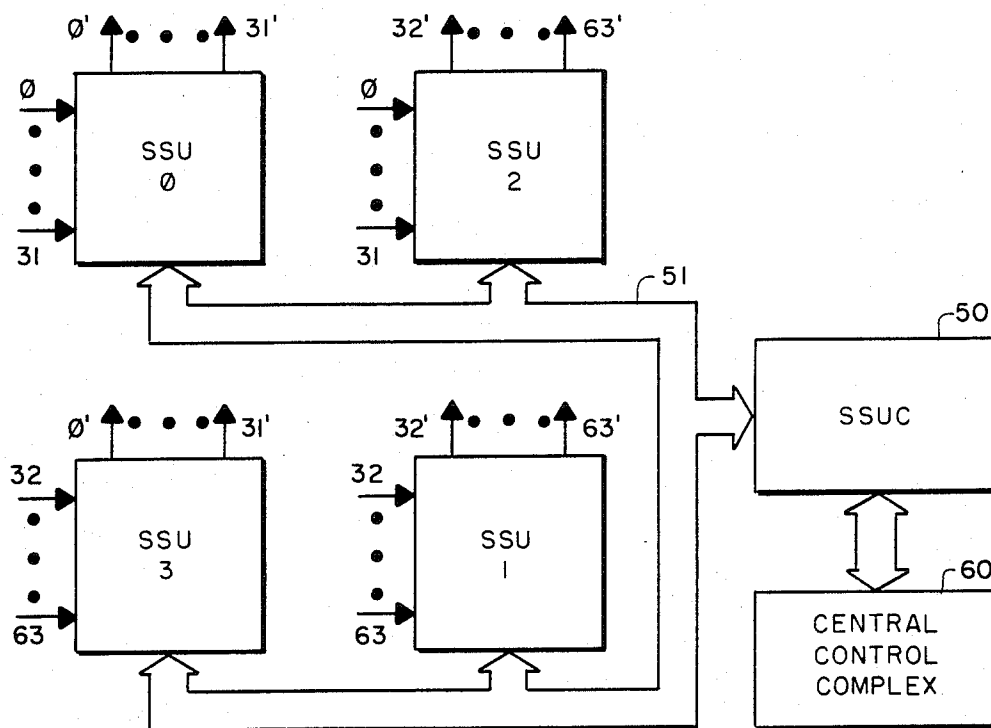 Ø' 31'
32' 63'
Ø
31
SSU
Ø
Ø
31
SSU
2
51
50
SSUC
Ø' 31'
32' 63'
32
63
SSU
3
32
63
SSU
1
60
CENTRAL
CONTROL
COMPLEX